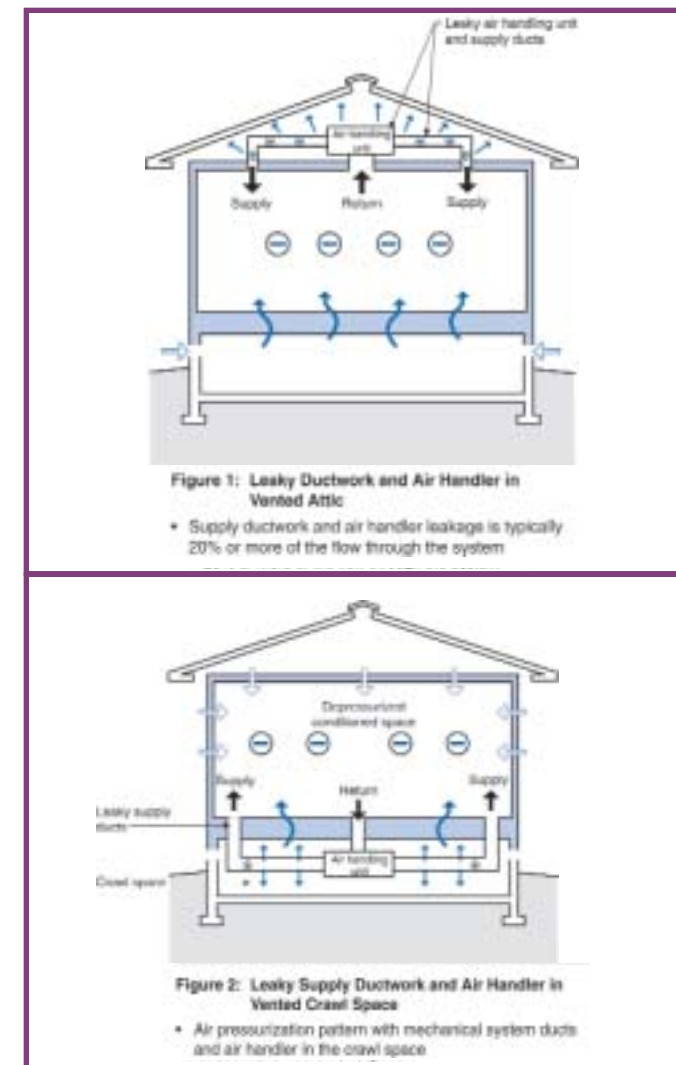 Leaky air handling unit
and supply ducts
Air handling
unit
Supply
Return
Supply
Figure 1: Leaky Ductwork and Air Handler in
Vented Attic
• Supply ductwork and air handler leakage is typically
20% or more of the flow through the system
Depressurized
conditioned space
Supply
Return
Supply
Leaky supply
ducts
Air handling
unit
Crawl space
Figure 2: Leaky Supply Ductwork and Air Handler in
Vented Crawl Space
• Air pressurization pattern with mechanical system ducts
and air handler in the crawl space